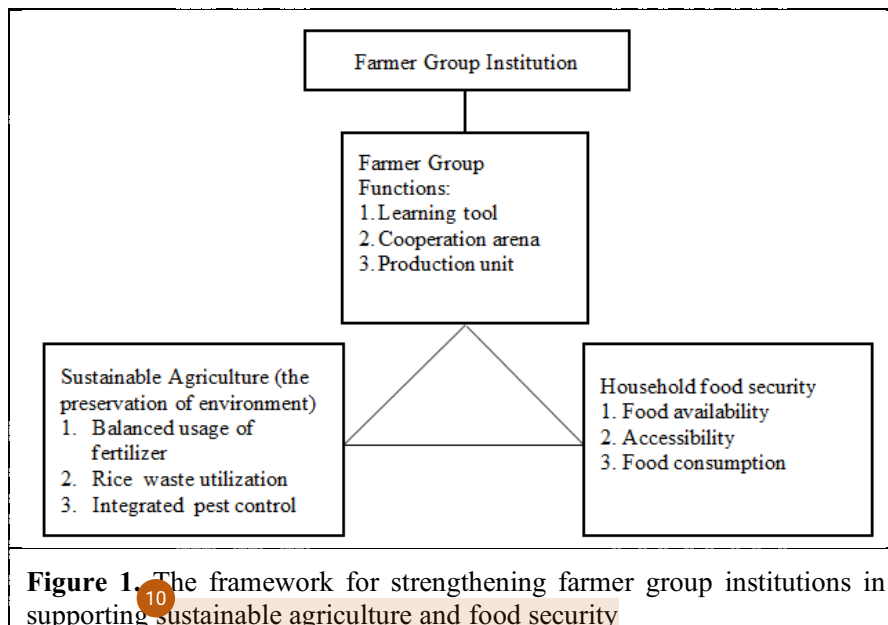 Farmer Group Institution
Farmer Group
Functions:
1. Learning tool
2. Cooperation arena
3. Production unit
Sustainable Agriculture (the
preservation of environment)
1. Balanced usage of
fertilizer
2. Rice waste utilization
3. Integrated pest control
Household food security
1. Food availability
2. Accessibility
3. Food consumption
Figure 1. The framework for strengthening farmer group institutions in
10
supporting sustainable agriculture and food security